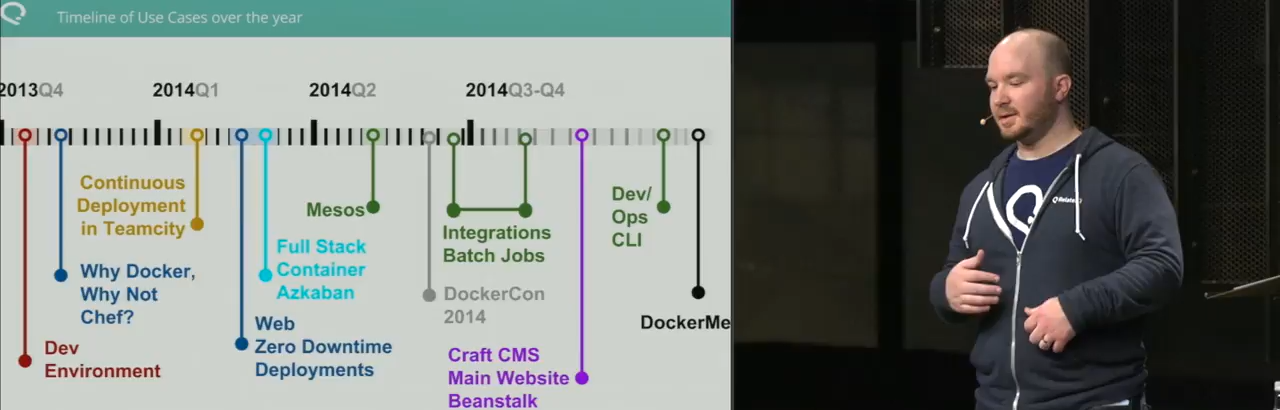 Timeline of Use Cases over the year
2013Q4
2014Q1
2014Q2
2014Q3-Q4
Continuous
Deployment
in Teamcity
Why Docker,
Why Not
Chef?
Dev
Environment
Full Stack
Container
Azkaban
Web
Zero Downtime
Deployments
Mesos
Integrations
Batch Jobs
DockerCon
2014
Craft CMS
Main Website
Beanstalk
Dev/
Ops
CLI
DockerMe